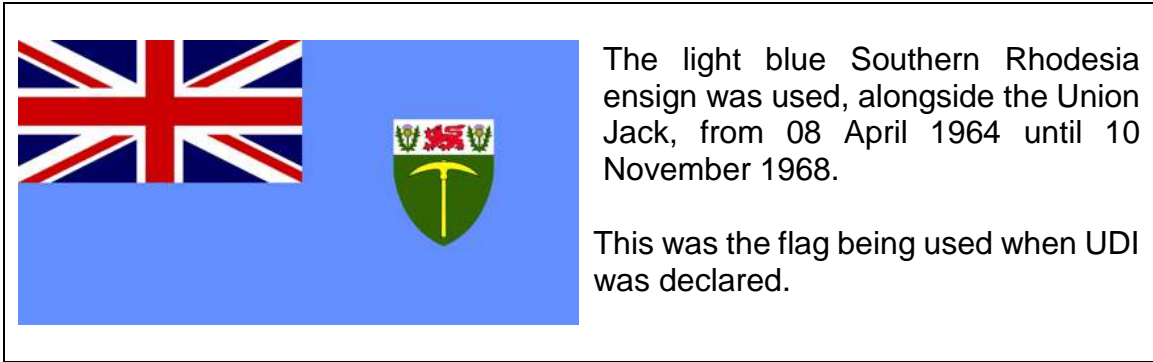 The light blue Southern Rhodesia
ensign was used, alongside the Union
Jack, from 08 April 1964 until 10
November 1968.
This was the flag being used when UDI
was declared.